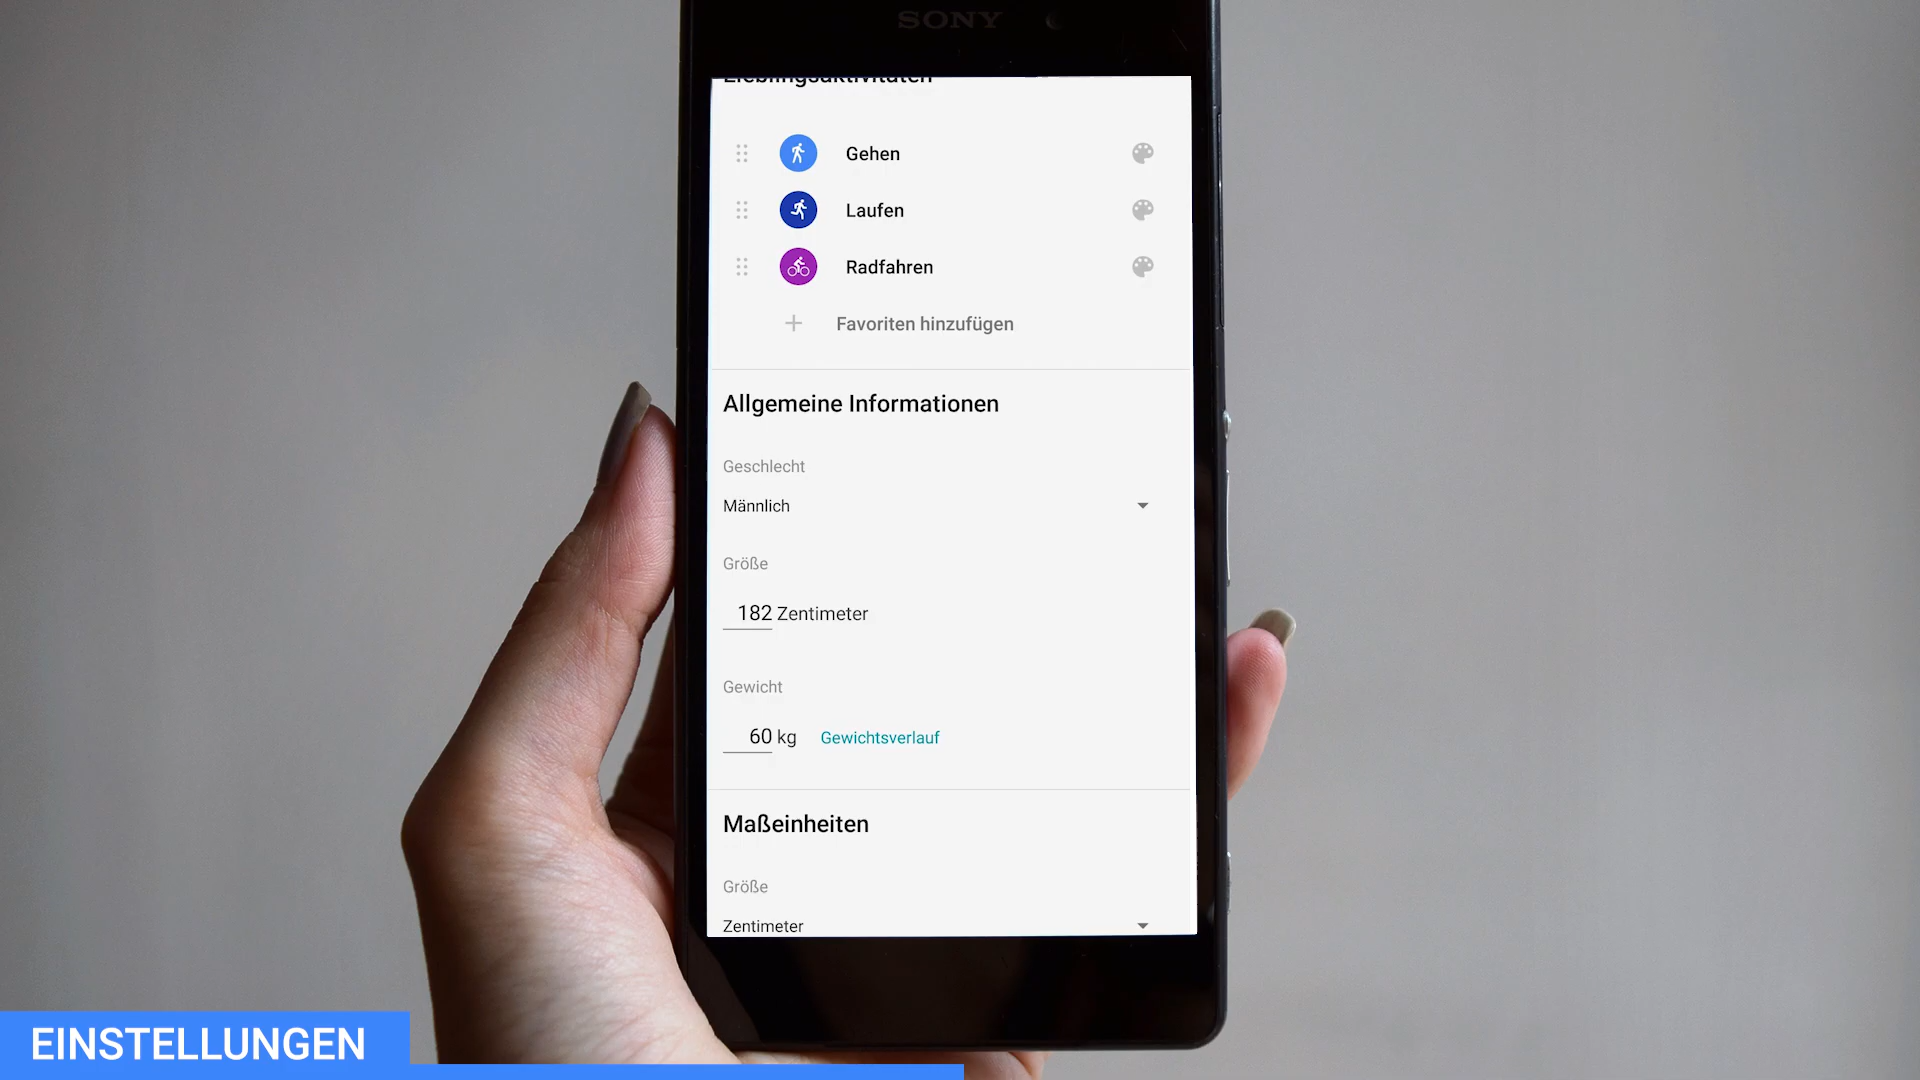 SONY
Lieblingsaktivitäten
Gehen
Laufen
Radfahren
Favoriten hinzufügen
Allgemeine Informationen
Geschlecht
Männlich
Größe
182 Zentimeter
Gewicht
60 kg Gewichtsverlauf
Maßeinheiten
Größe
Zentimeter
EINSTELLUNGEN